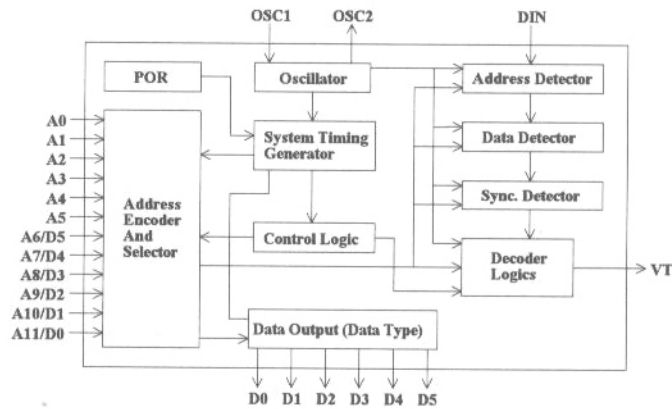 OSC1 OSC2 DIN
POR
Oscillator
Address Detector
A0
A1
A2
A3
A4
A5
A6/D5
A7/D4
A8/D3
A9/D2
A10/D1
A11/D0
Address
Encoder
And
Selector
System Timing
Generator
Data Detector
Sync. Detector
Control Logic
Decoder
Logics
VT
Data Output (Data Type)
D0 D1 D2 D3 D4 D5